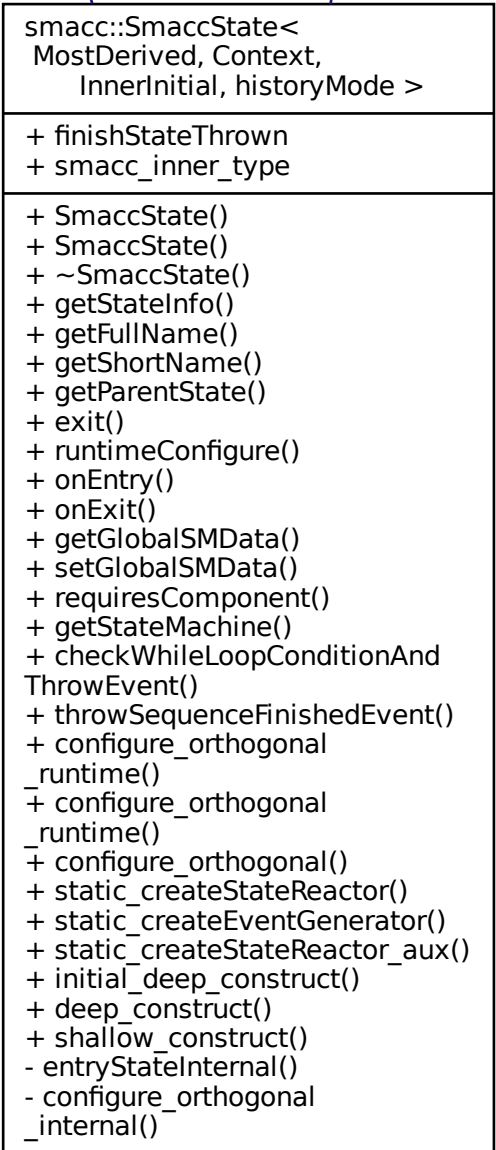 smacc::SmaccState<
MostDerived, Context,
InnerInitial, historyMode >
+ finishStateThrown
+ smacc_inner_type
+ SmaccState()
+ SmaccState()
+ ~SmaccState()
+ getStateInfo()
+ getFullName()
+ getShortName()
+ getParentState()
+ exit()
+ runtimeConfigure()
+ onEntry()
+ onExit()
+ getGlobalSMData()
+ setGlobalSMData()
+ requiresComponent()
+ getStateMachine()
+ checkWhileLoopConditionAnd
ThrowEvent()
+ throwSequenceFinishedEvent()
+ configure_orthogonal
_runtime()
+ configure_orthogonal
_runtime()
+ configure_orthogonal()
+ static_createStateReactor()
+ static_createEventGenerator()
+ static_createStateReactor_aux()
+ initial_deep_construct()
+ deep_construct()
+ shallow_construct()
- entryStateInternal()
- configure_orthogonal
_internal()